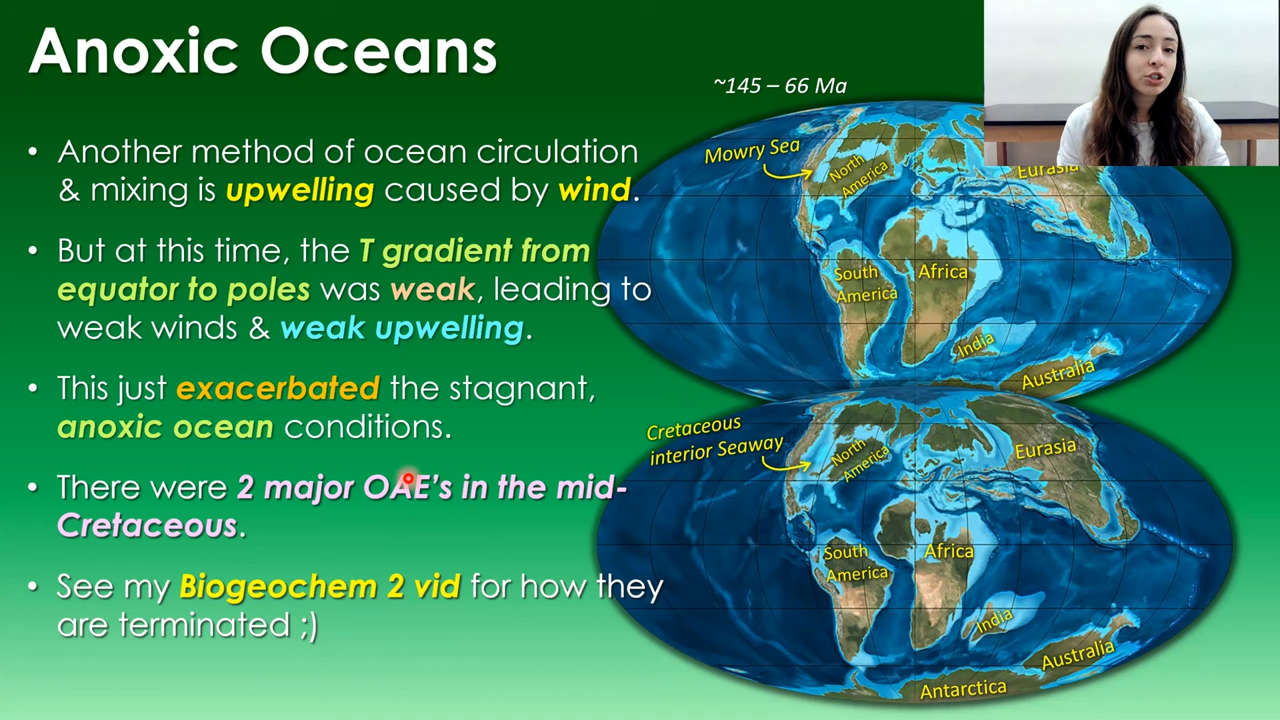 Anoxic Oceans
• Another method of ocean circulation
& mixing is upwelling caused by wind.
• But at this time, the T gradient from
equator to poles was weak, leading to
weak winds & weak upwelling.
• This just exacerbated the stagnant,
anoxic ocean conditions.
• There were 2 major OAE's in the mid-
Cretaceous.
• See my Biogeochem 2 vid for how they
are terminated ;)
~145 – 66 Ma
Mowry Sea
North
America
Eurasia
South
America
Africa
India
Australia
Cretaceous
interior Seaway
North
America
Eurasia
South
America
Africa
India
Australia
Antarctica